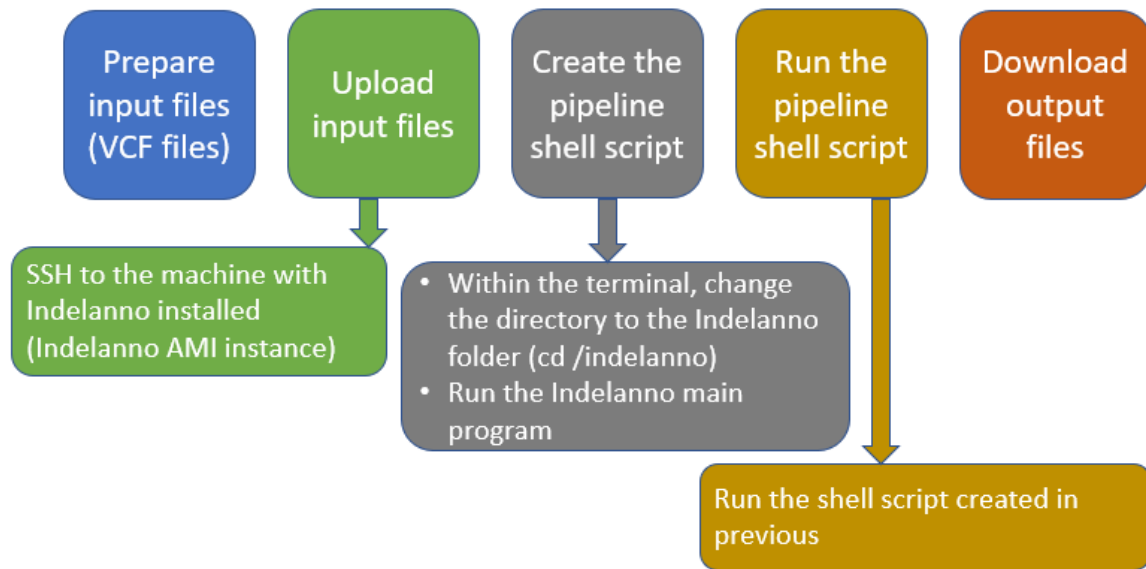 Prepare
input files
(VCF files)
Upload
input files
Create the
pipeline
shell script
Run the
pipeline
shell script
Download
output
files
SSH to the machine with
Indelanno installed
(Indelanno AMI instance)
• Within the terminal, change
the directory to the Indelanno
folder (cd /indelanno)
• Run the Indelanno main
program
Run the shell script created in
previous